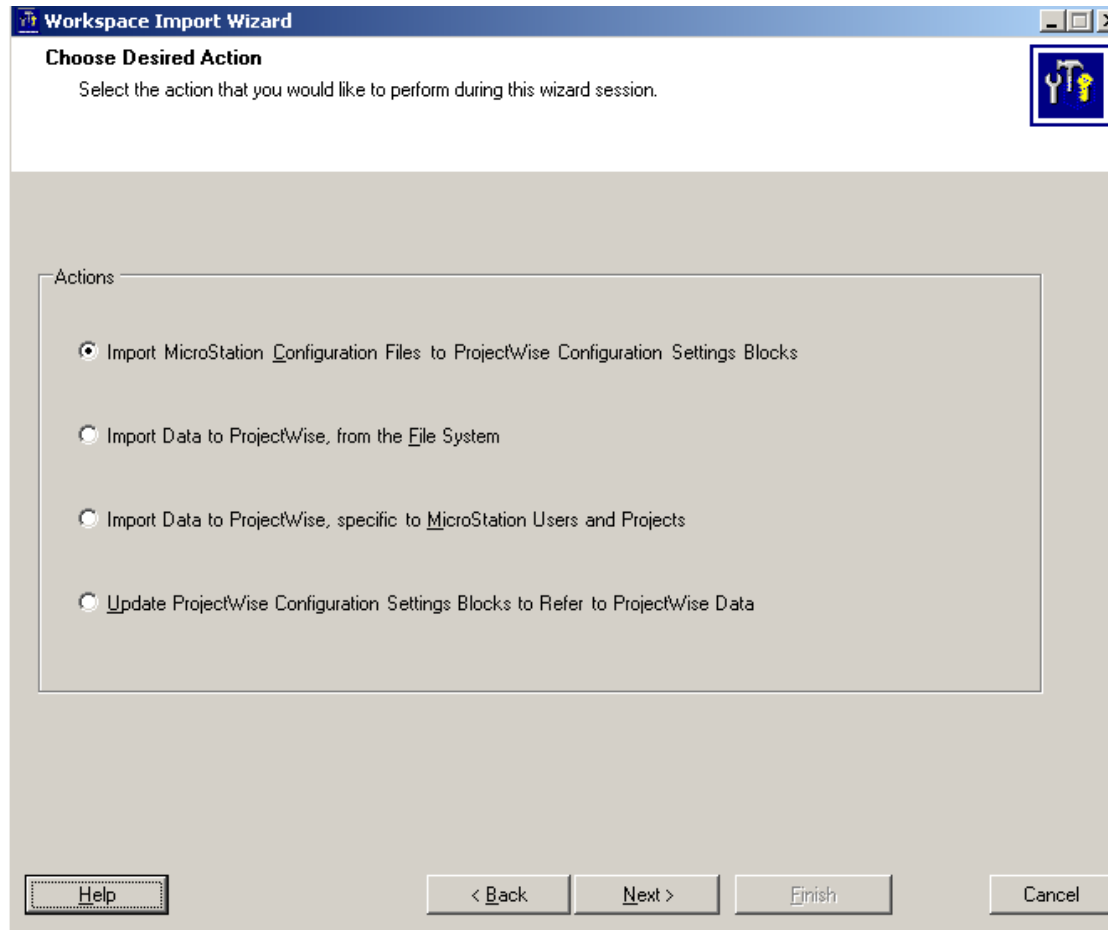 Workspace Import Wizard
Choose Desired Action
Select the action that you would like to perform during this wizard session.
Actions
Import MicroStation Configuration Files to ProjectWise Configuration Settings Blocks
Import Data to ProjectWise, from the File System
Import Data to ProjectWise, specific to MicroStation Users and Projects
Update ProjectWise Configuration Settings Blocks to Refer to ProjectWise Data
Help
< Back
Next >
Finish
Cancel